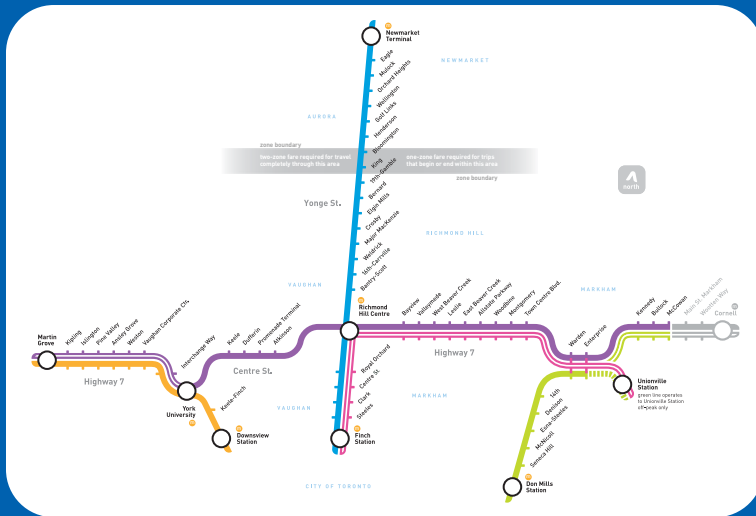 Newmarket
Terminal
Eagle
Mulock
Orchard Heights
Wellington
Golf Links
Henderson
Bloomington
King
19th-Gamble
Bernard
Elgin Mills
Crosby
Major MacKenzie
Weldrick
16th-Carrville
Bantry-Scott
NEWMARKET
AURORA
zone boundary
two-zone fare required for travel
completely through this area
one-zone fare required for trips
that begin or end within this area
zone boundary
north
Yonge St.
RICHMOND HILL
VAUGHAN
MARKHAM
Richmond
Hill Centre
Martin
Grove
Kipling
Islington
Pine Valley
Ansley Grove
Weston
Vaughan Corporate Ctr.
Interchange Way
Keele
Dufferin
Promenade Terminal
Atkinson
Bayview
Valleymede
West Beaver Creek
Leslie
East Beaver Creek
Allstate Parkway
Woodbine
Montgomery
Town Centre Blvd.
Warden
Enterprise
Kennedy
Bullock
McCowan
Main St. Markham
Wootten Way
Cornell
Highway 7
Centre St.
Highway 7
York
University
Keele-Finch
Downsview
Station
VAUGHAN
Royal Orchard
Centre St
Clark
Steeles
Finch
Station
MARKHAM
Unionville
Station
green line operates
to Unionville Station
off-peak only
14th
Denison
Esna-Steeles
McNicoll
Seneca Hill
Don Mills
Station
CITY OF TORONTO